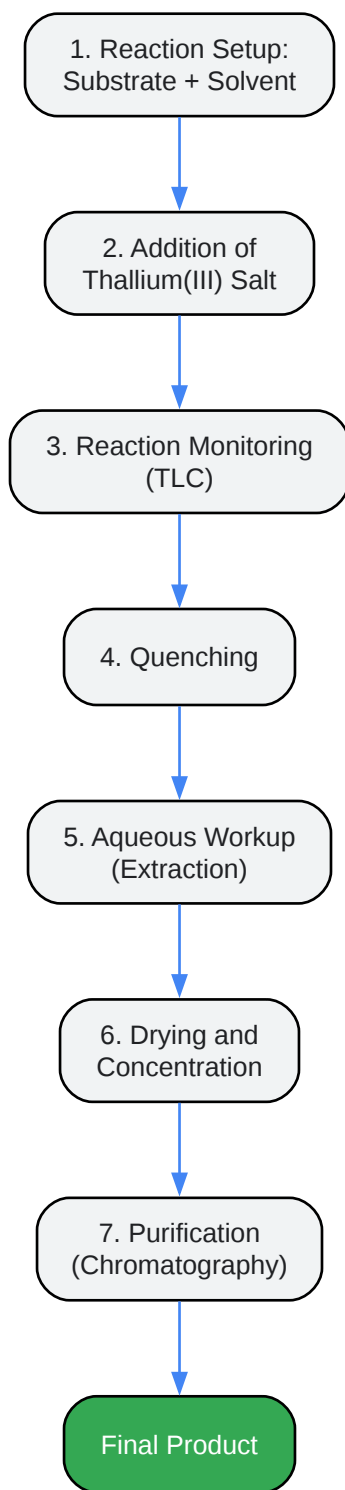 1. Reaction Setup:
Substrate + Solvent
2. Addition of
Thallium(III) Salt
3. Reaction Monitoring
(TLC)
4. Quenching
5. Aqueous Workup
(Extraction)
6. Drying and
Concentration
7. Purification
(Chromatography)
Final Product